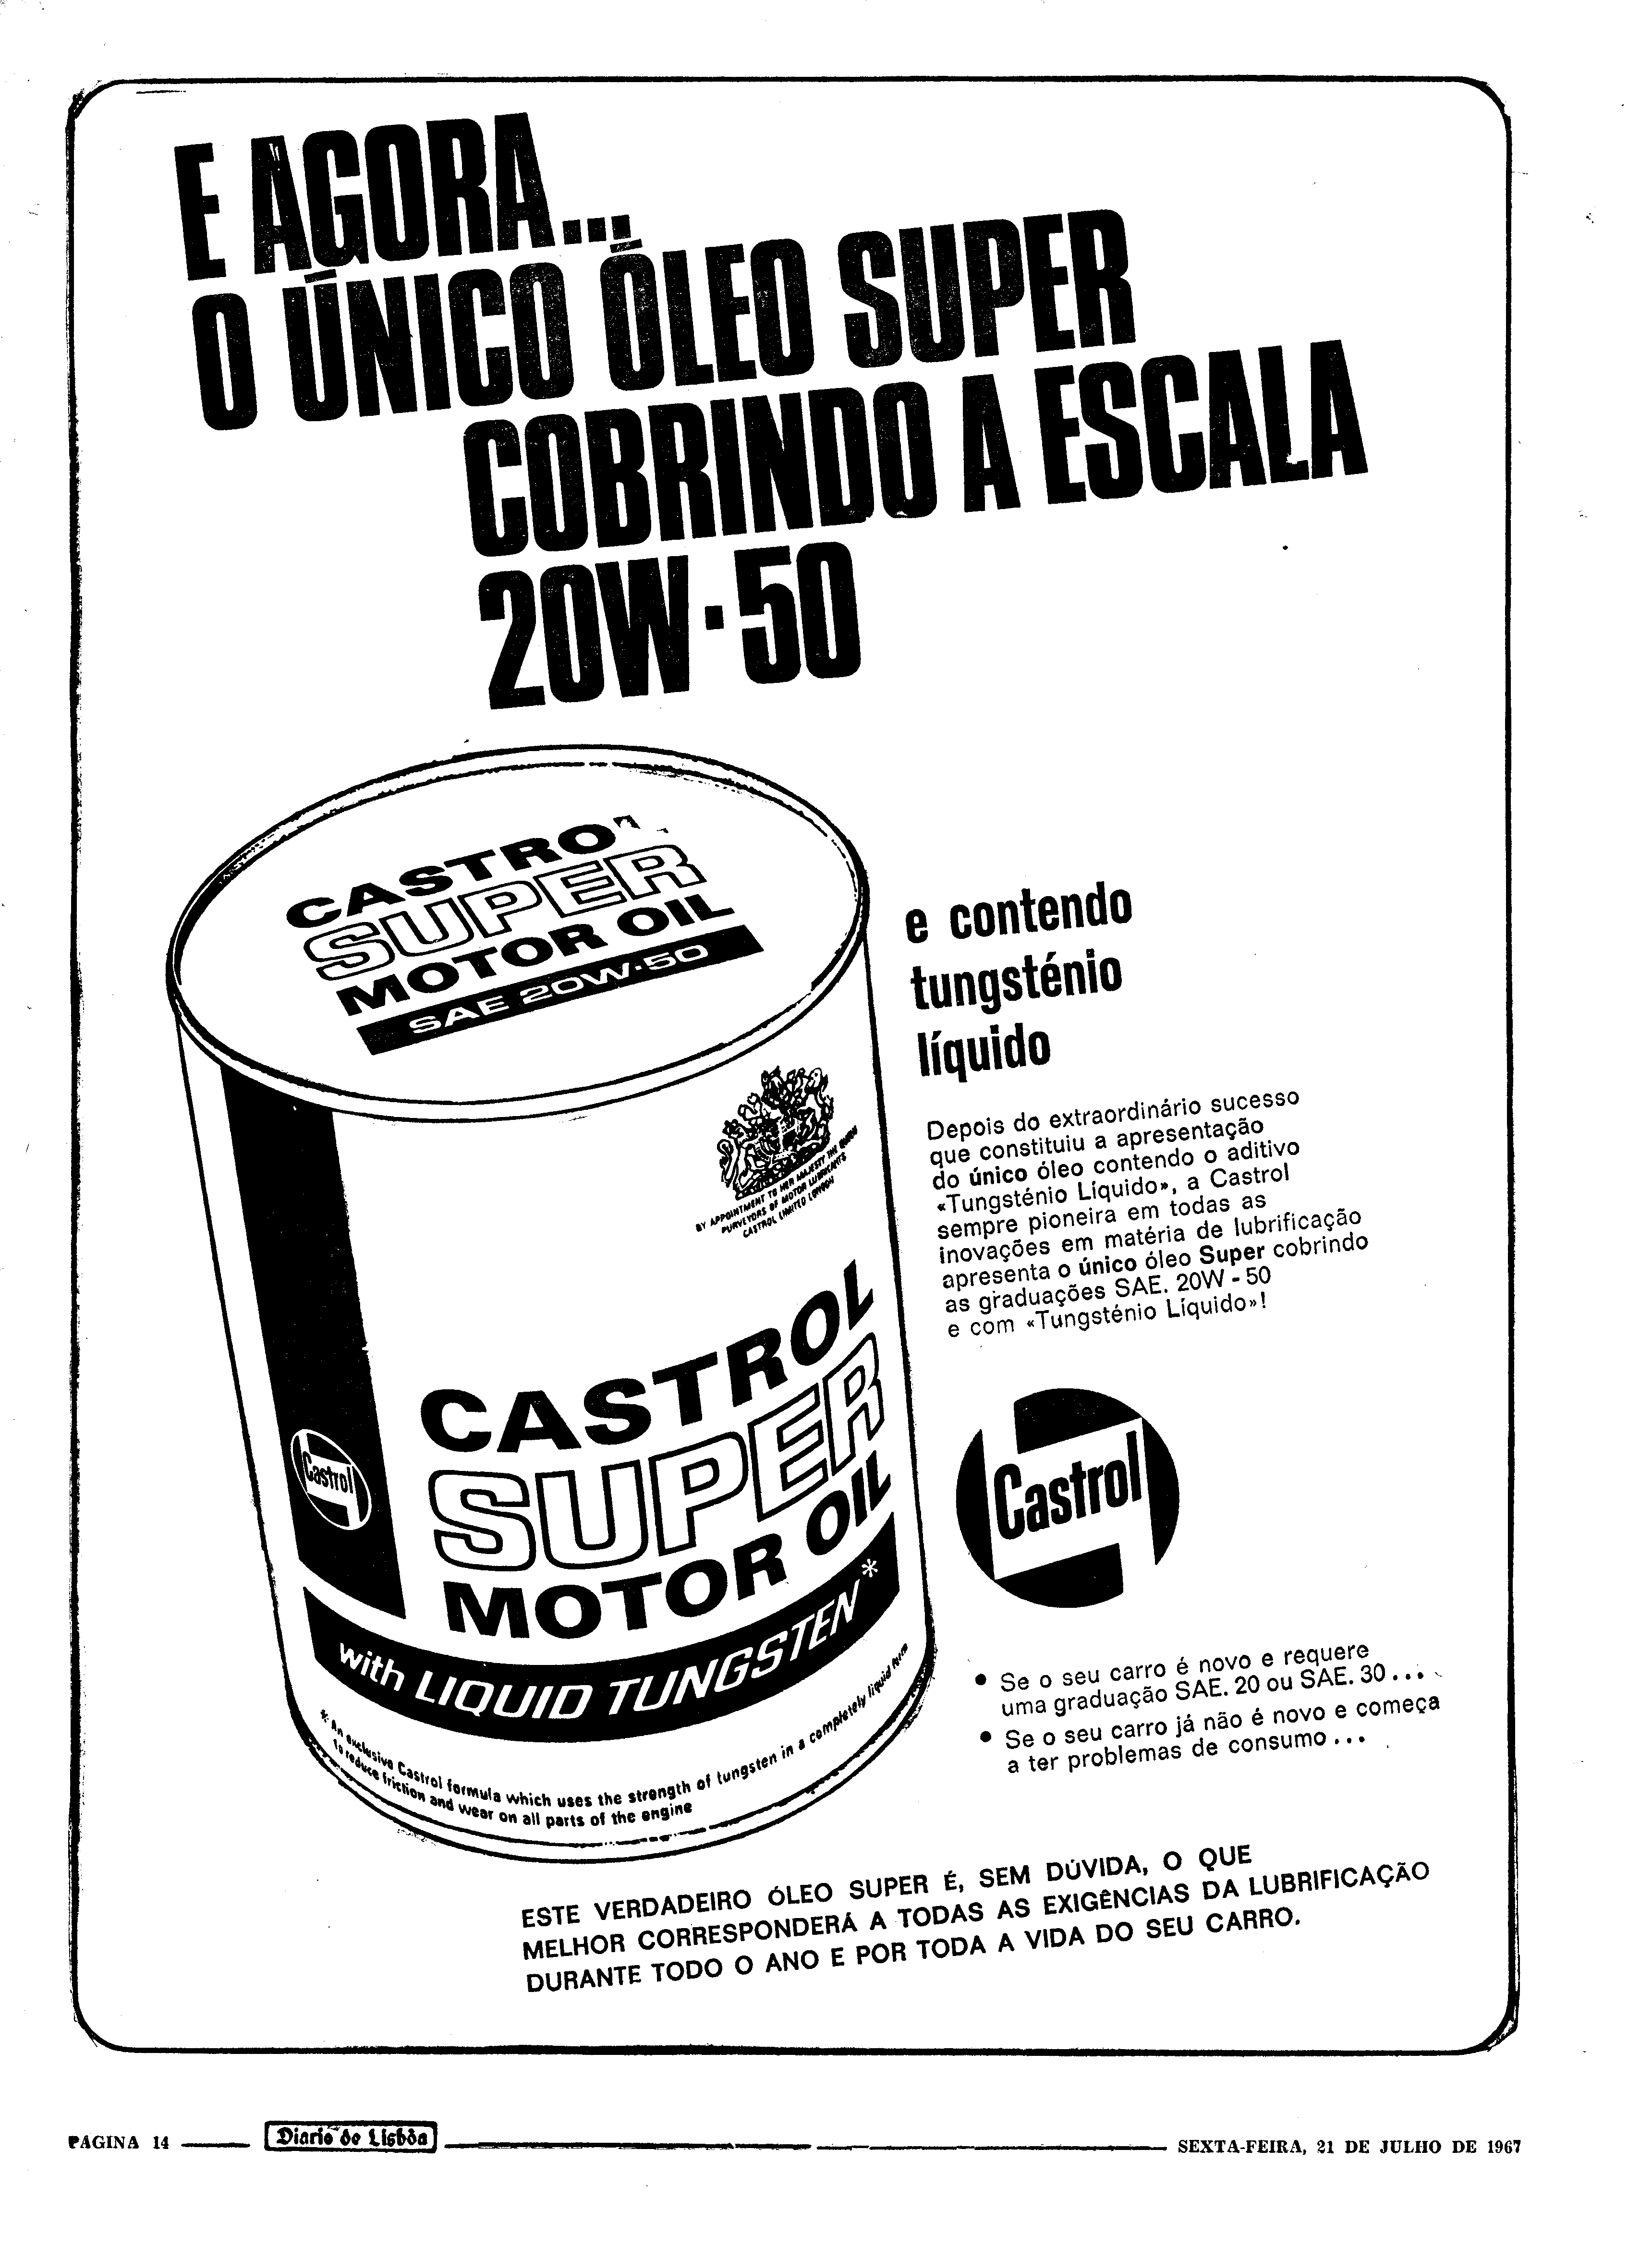 E AGORA...
O ÚNICO ÓLEO SUPER
COBRINDO A ESCALA
20W·50
CASTROL
SUPER
MOTOR OIL
SAE 20W·50
BY APPOINTMENT TO HER MAJESTY THE QUEEN
PURVEYORS OF MOTOR LUBRICANTS
CASTROL LIMITED LONDON
CASTROL
SUPER
MOTOR OIL
with LIQUID TUNGSTEN*
Castrol
* An exclusive Castrol formula which uses the strength of tungsten in a completely liquid form
to reduce friction and wear on all parts of the engine
e contendo
tungsténio
líquido
Depois do extraordinário sucesso
que constituiu a apresentação
do único óleo contendo o aditivo
«Tungsténio Líquido», a Castrol
sempre pioneira em todas as
inovações em matéria de lubrificação
apresenta o único óleo Super cobrindo
as graduações SAE. 20W - 50
e com «Tungsténio Líquido»!
Castrol
• Se o seu carro é novo e requere
uma graduação SAE. 20 ou SAE. 30...
• Se o seu carro já não é novo e começa
a ter problemas de consumo...
ESTE VERDADEIRO ÓLEO SUPER É, SEM DÚVIDA, O QUE
MELHOR CORRESPONDERÁ A TODAS AS EXIGÊNCIAS DA LUBRIFICAÇÃO
DURANTE TODO O ANO E POR TODA A VIDA DO SEU CARRO.
PAGINA 14
Diario de Lisbôa
SEXTA-FEIRA, 21 DE JULHO DE 1967